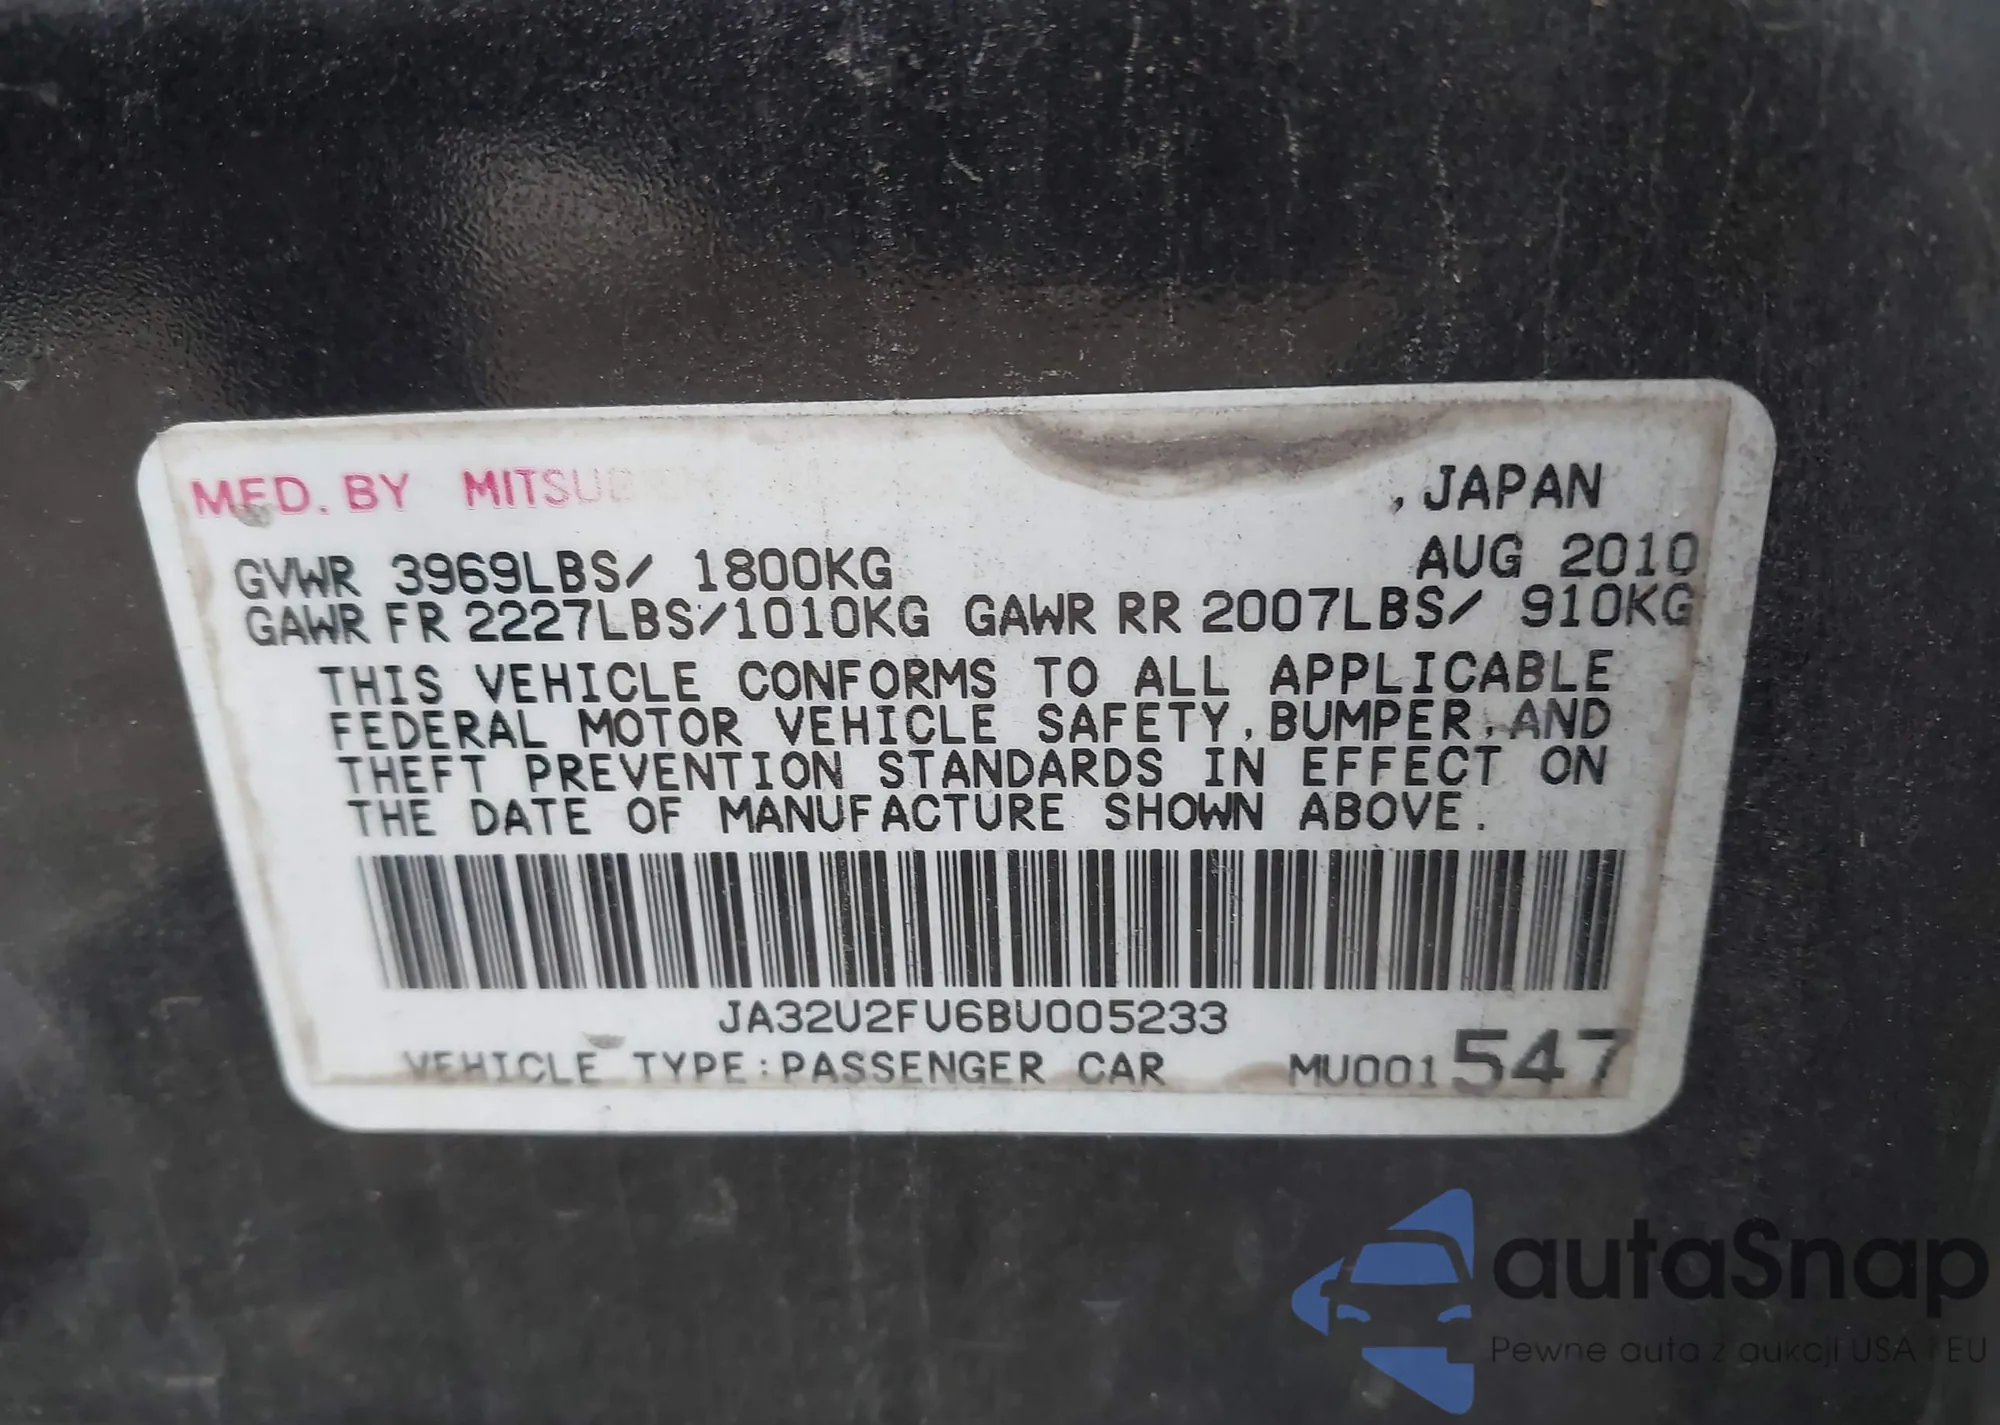 MFD. BY MITSUB
, JAPAN
GVWR 3969LBS/ 1800KG AUG 2010
GAWR FR 2227LBS/1010KG GAWR RR 2007LBS/ 910KG
THIS VEHICLE CONFORMS TO ALL APPLICABLE
FEDERAL MOTOR VEHICLE SAFETY, BUMPER, AND
THEFT PREVENTION STANDARDS IN EFFECT ON
THE DATE OF MANUFACTURE SHOWN ABOVE.
JA32U2FU6BU005233
VEHICLE TYPE:PASSENGER CAR MU001547
autaSnap
Pewne auta z aukcji USA i EU